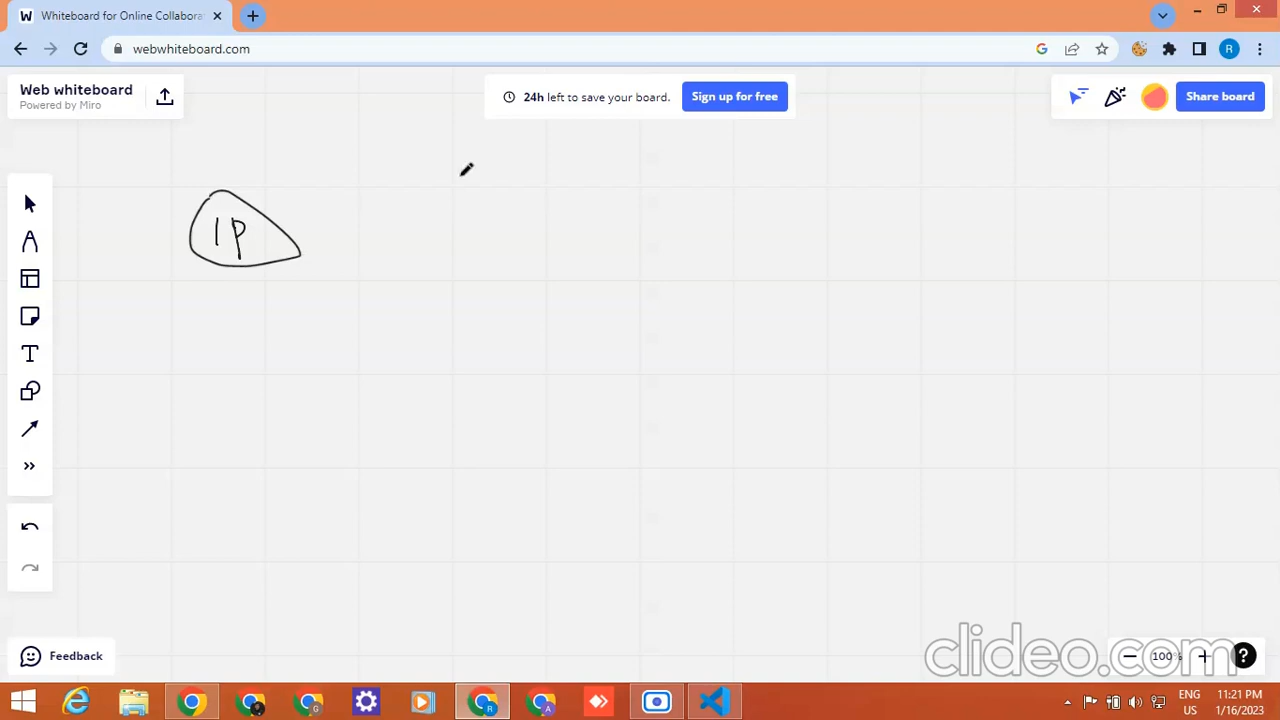 Whiteboard for Online Collabora
webwhiteboard.com
R
Web whiteboard
Powered by Miro
24h left to save your board.
Sign up for free
Share board
IP
Feedback
clideo.com
100%
?
ENG
US
11:21 PM
1/16/2023